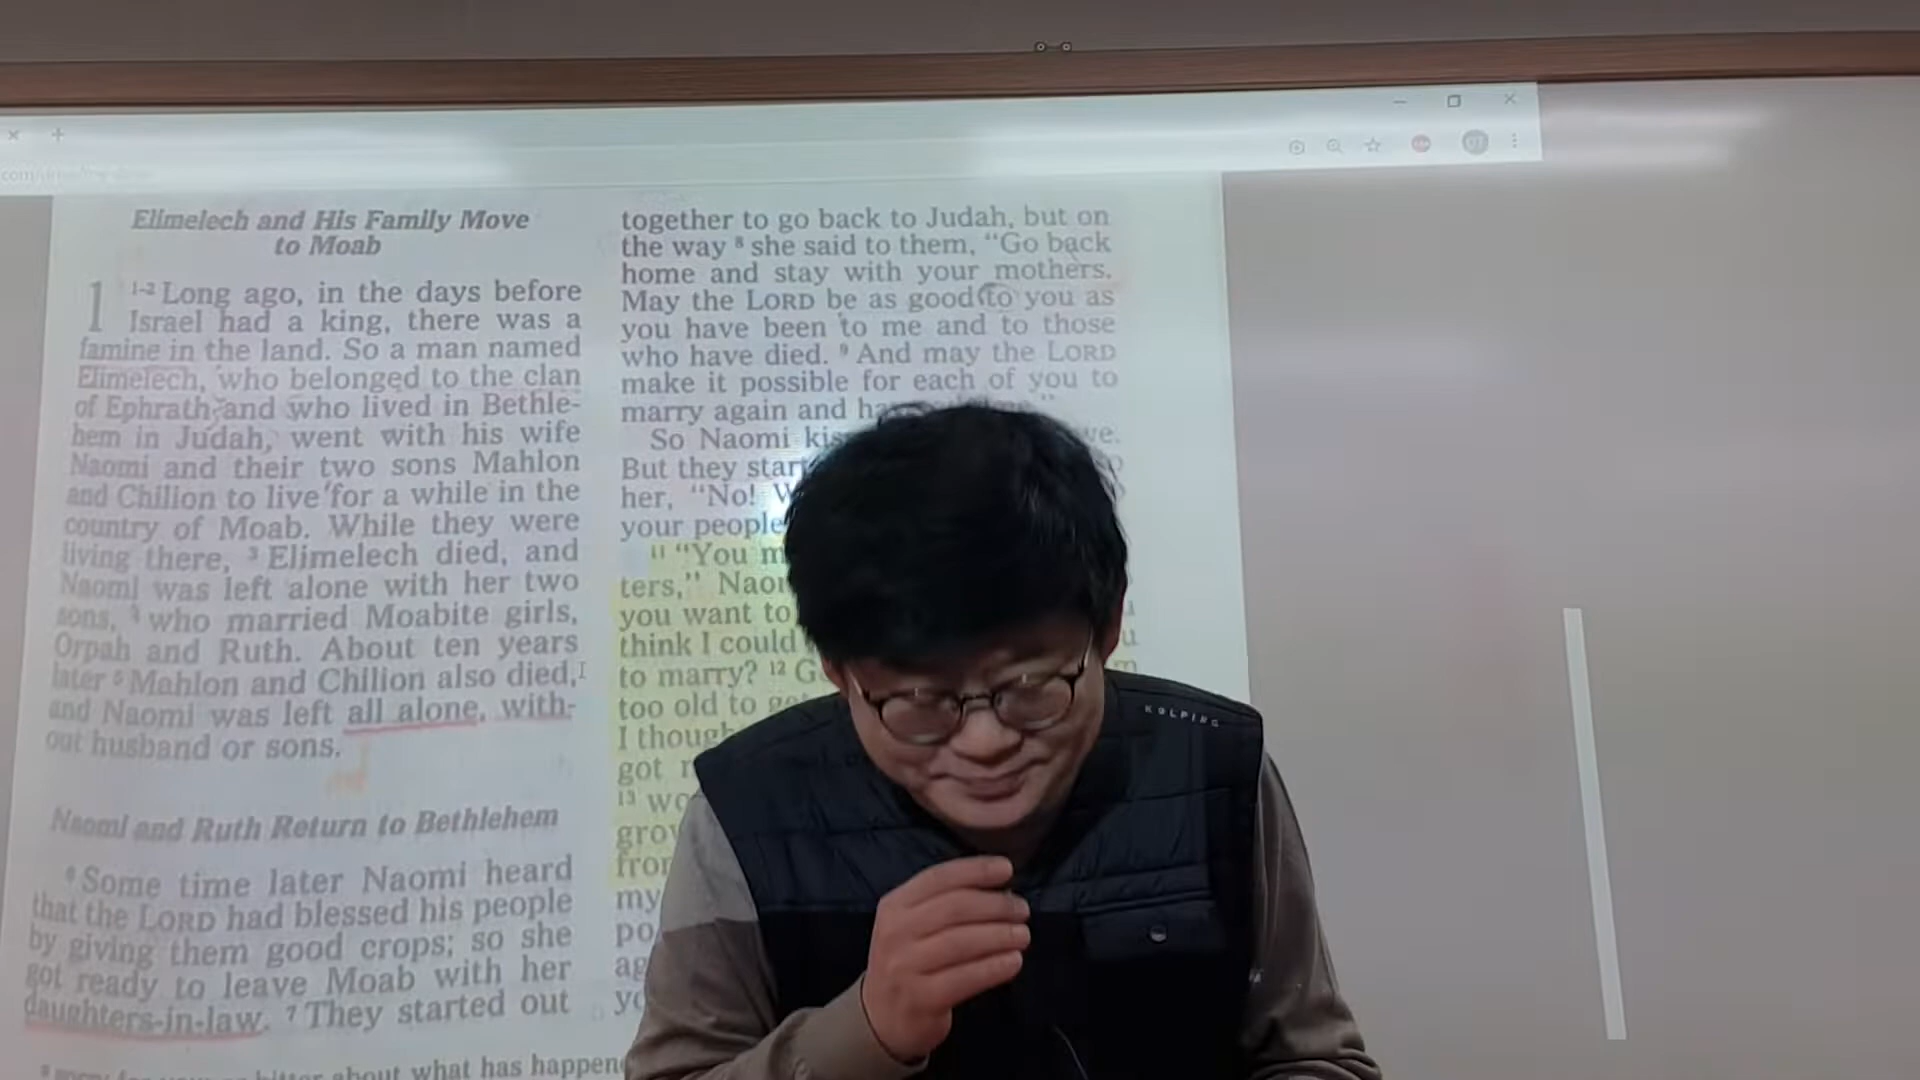 Elimelech and His Family Move
to Moab
1 1-2 Long ago, in the days before
Israel had a king, there was a
famine in the land. So a man named
Elimelech, who belonged to the clan
of Ephrath and who lived in Bethle-
hem in Judah, went with his wife
Naomi and their two sons Mahlon
and Chilion to live for a while in the
country of Moab. While they were
living there, 3 Elimelech died, and
Naomi was left alone with her two
sons, 4 who married Moabite girls,
Orpah and Ruth. About ten years
later 5 Mahlon and Chilion also died,
and Naomi was left all alone, with-
out husband or sons.
Naomi and Ruth Return to Bethlehem
6 Some time later Naomi heard
that the LORD had blessed his people
by giving them good crops; so she
got ready to leave Moab with her
daughters-in-law. 7 They started out
about what has happene
together to go back to Judah, but on
the way 8 she said to them, “Go back
home and stay with your mothers.
May the LORD be as good to you as
you have been to me and to those
who have died. 9 And may the LORD
make it possible for each of you to
marry again and
So Naomi
But they
her, “No!
your people
11 “You
ters,”
you want to
think I could
to marry? 12
too old to
I
got
13
my
KOLPING